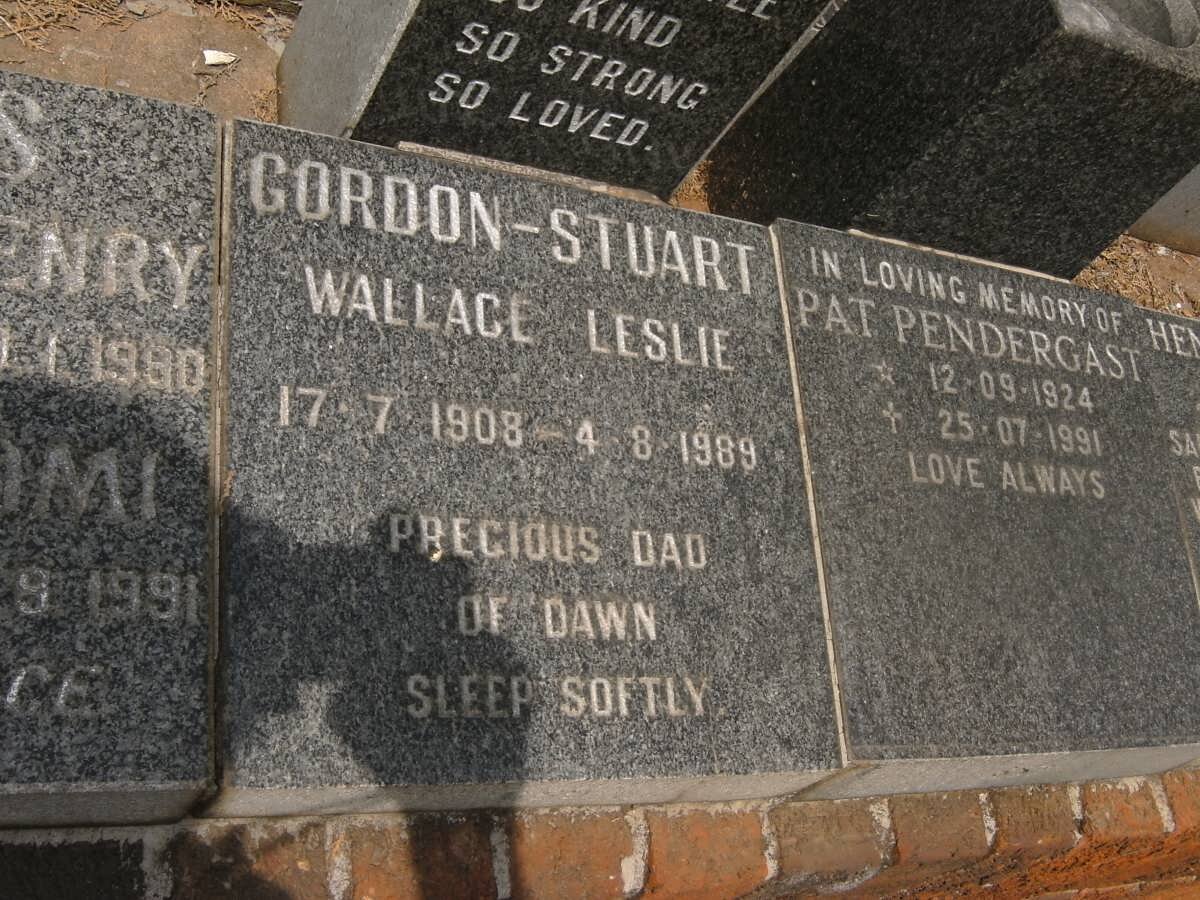 SO KIND
SO STRONG
SO LOVED.
GORDON-STUART
WALLACE LESLIE
17·7·1908 - 4·8·1989
PRECIOUS DAD
OF DAWN
SLEEP SOFTLY.
IN LOVING MEMORY OF
PAT PENDERGAST
☆ 12·09·1924
✝ 25·07·1991
LOVE ALWAYS
1980
1991